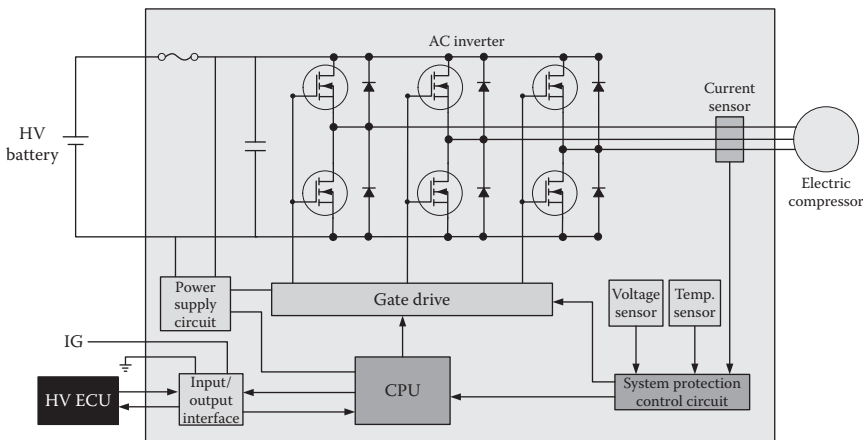 AC inverter
Current
sensor
HV
battery
Electric
compressor
Power
supply
circuit
Gate drive
Voltage
sensor
Temp.
sensor
IG
HV ECU
Input/
output
interface
CPU
System protection
control circuit